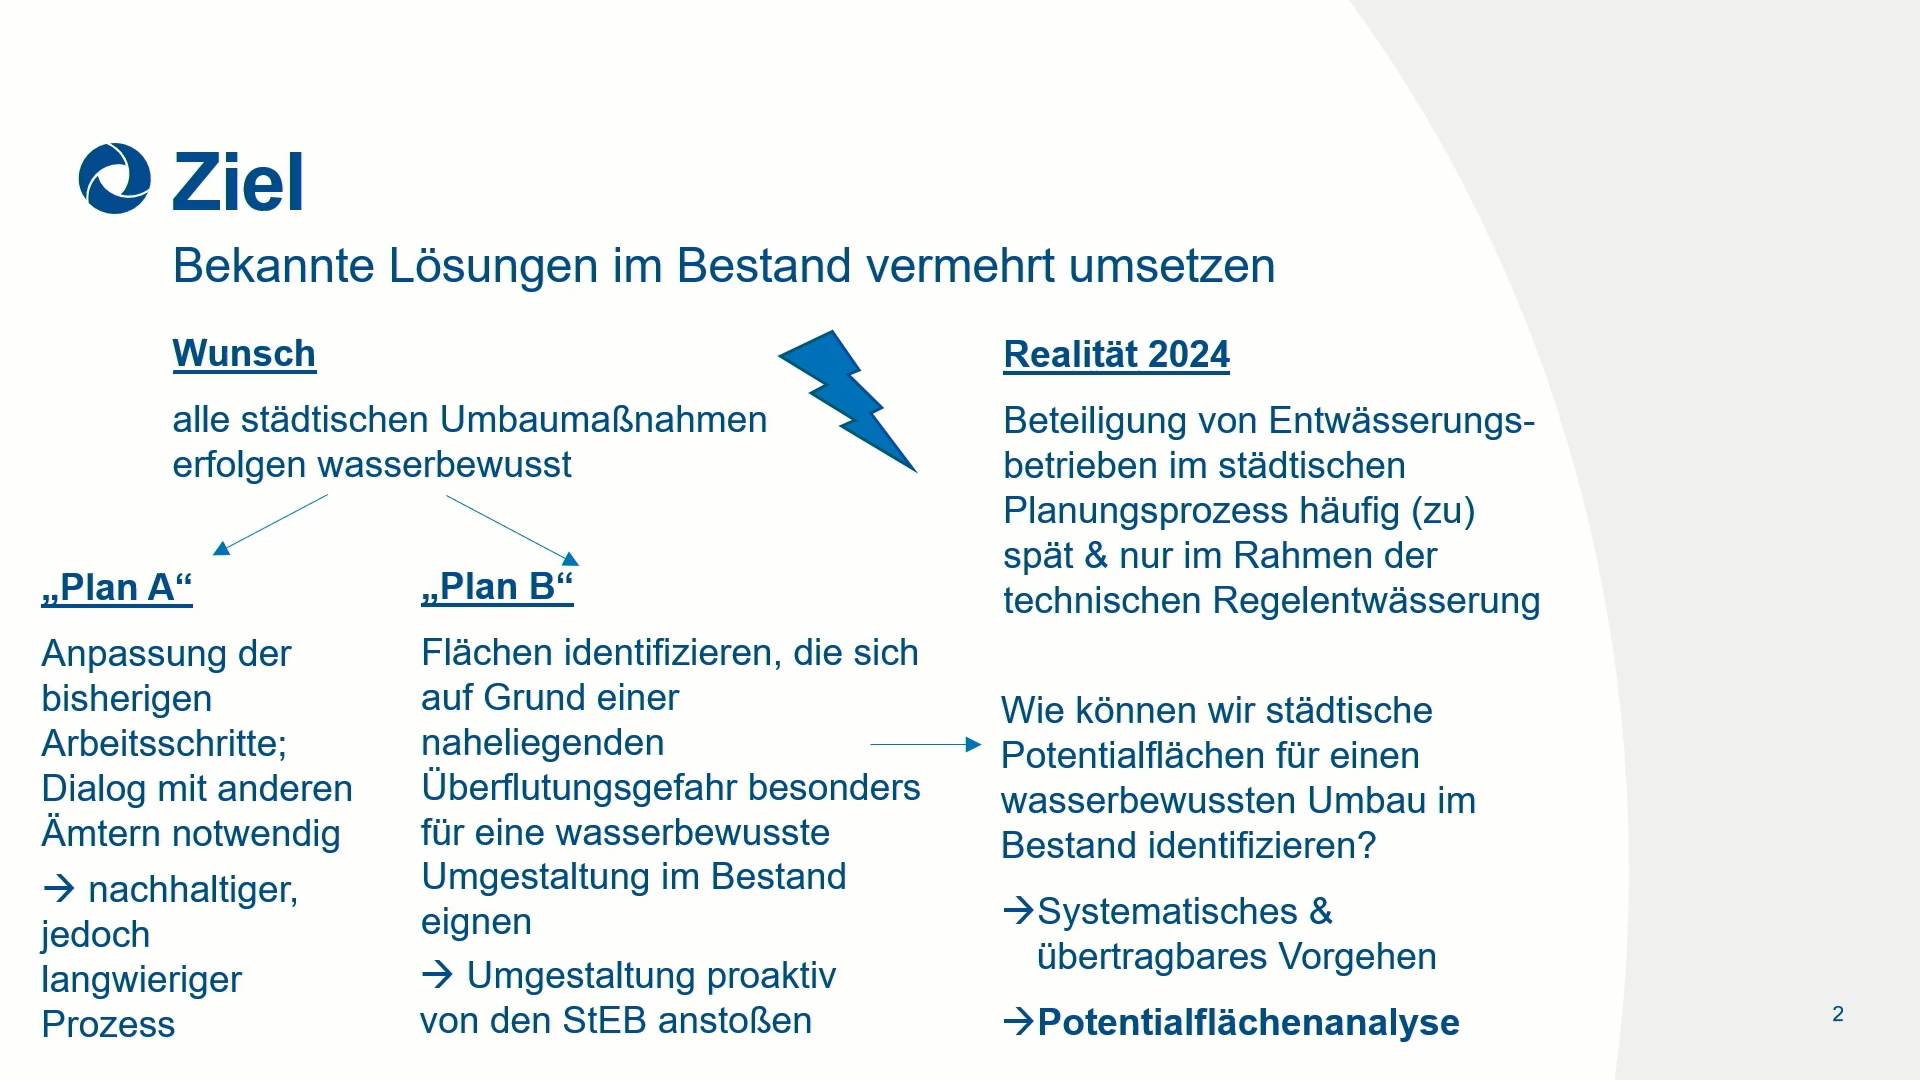 Ziel
Bekannte Lösungen im Bestand vermehrt umsetzen
Wunsch
alle städtischen Umbaumaßnahmen
erfolgen wasserbewusst
„Plan A“
Anpassung der
bisherigen
Arbeitsschritte;
Dialog mit anderen
Ämtern notwendig
→ nachhaltiger,
jedoch
langwieriger
Prozess
„Plan B“
Flächen identifizieren, die sich
auf Grund einer
naheliegenden
Überflutungsgefahr besonders
für eine wasserbewusste
Umgestaltung im Bestand
eignen
→ Umgestaltung proaktiv
von den StEB anstoßen
Realität 2024
Beteiligung von Entwässerungs-
betrieben im städtischen
Planungsprozess häufig (zu)
spät & nur im Rahmen der
technischen Regelentwässerung
Wie können wir städtische
Potentialflächen für einen
wasserbewussten Umbau im
Bestand identifizieren?
→Systematisches &
übertragbares Vorgehen
→Potentialflächenanalyse
2